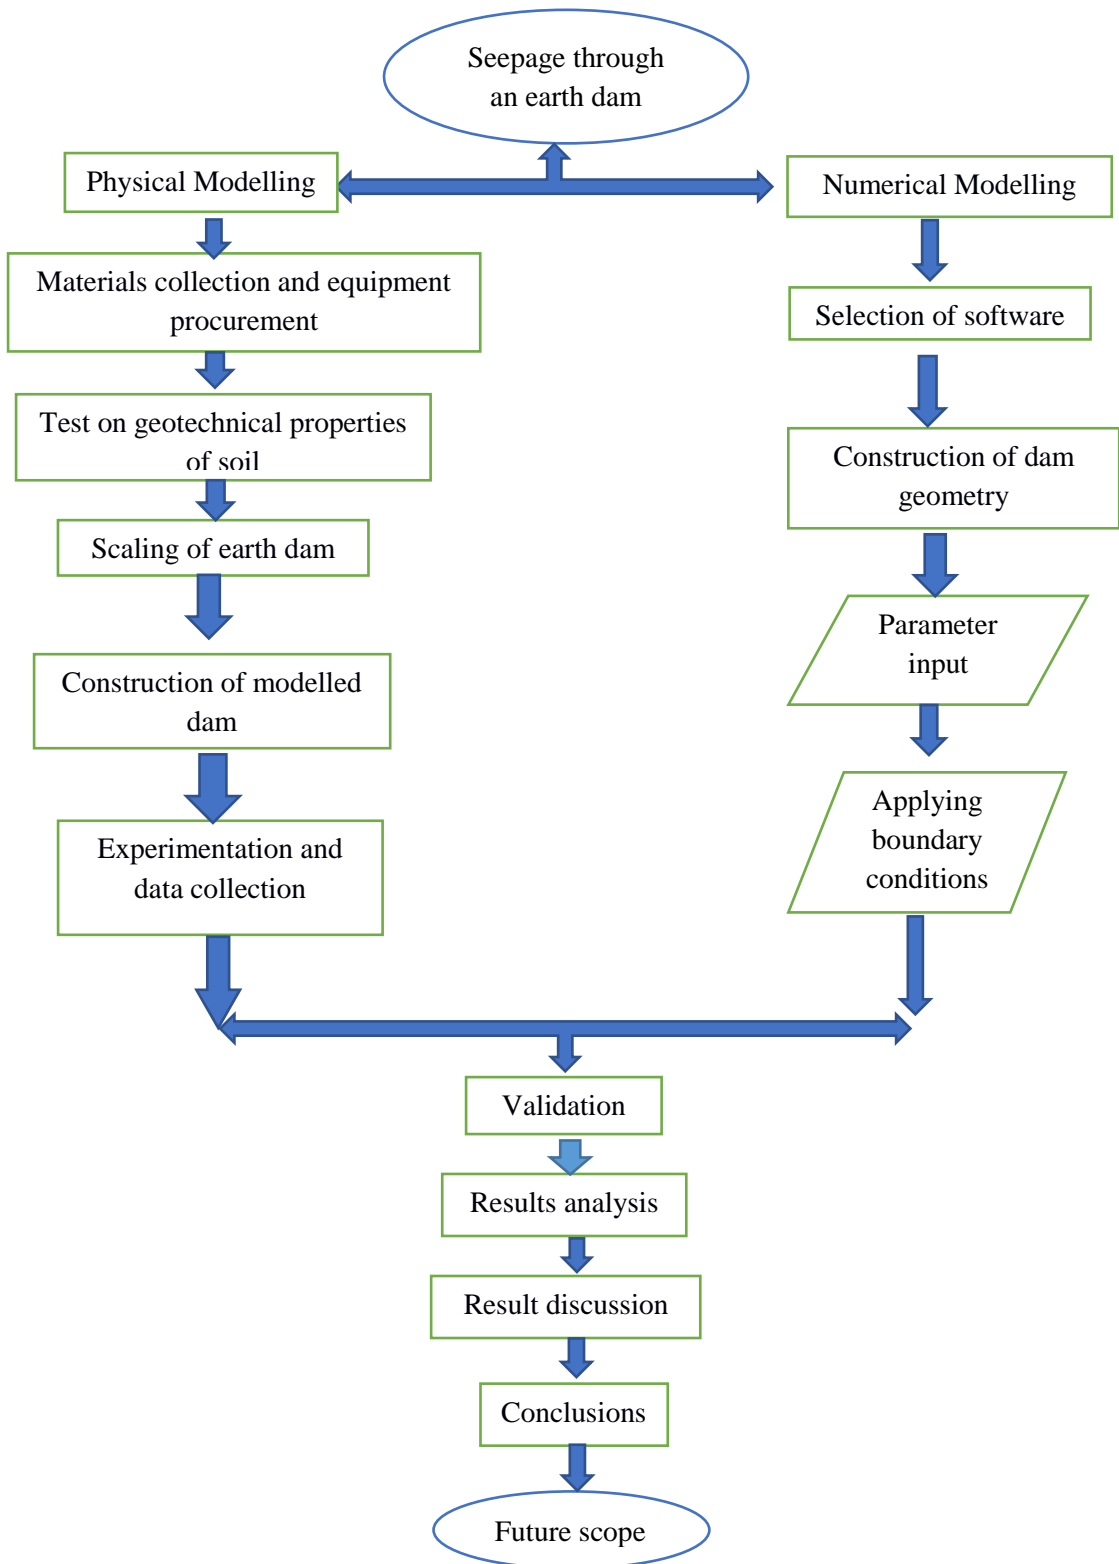 Seepage through
an earth dam
Physical Modelling
Numerical Modelling
Materials collection and equipment
procurement
Selection of software
Test on geotechnical properties
of soil
Construction of dam
geometry
Scaling of earth dam
Parameter
input
Construction of modelled
dam
Applying
boundary
conditions
Experimentation and
data collection
Validation
Results analysis
Result discussion
Conclusions
Future scope